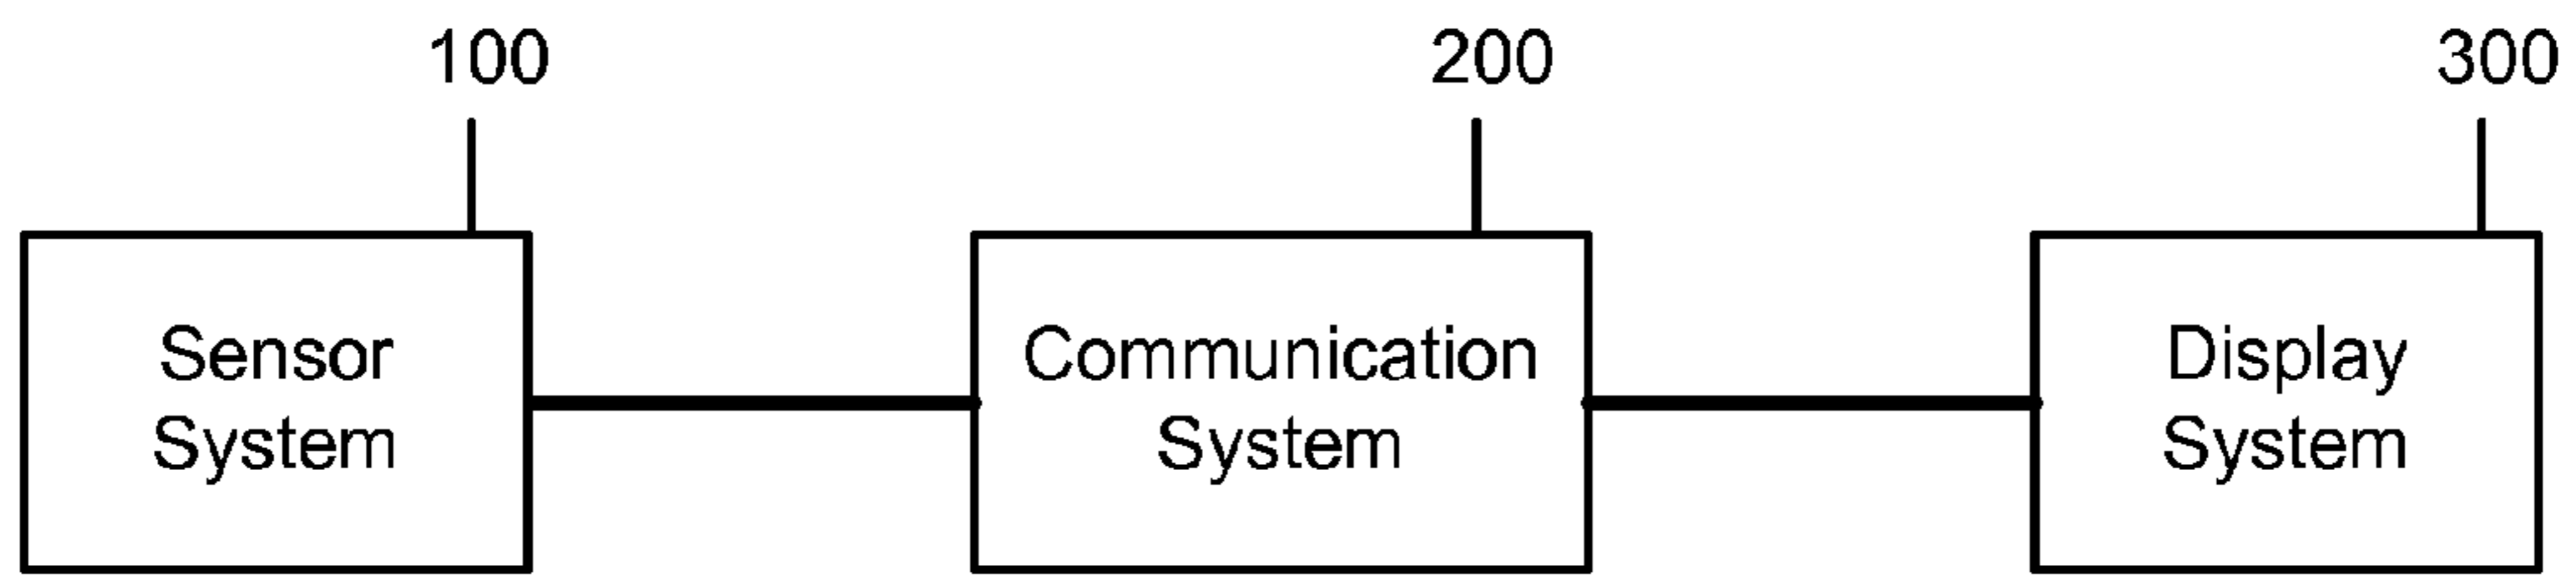 100
200
300
Sensor
System
Communication
System
Display
System